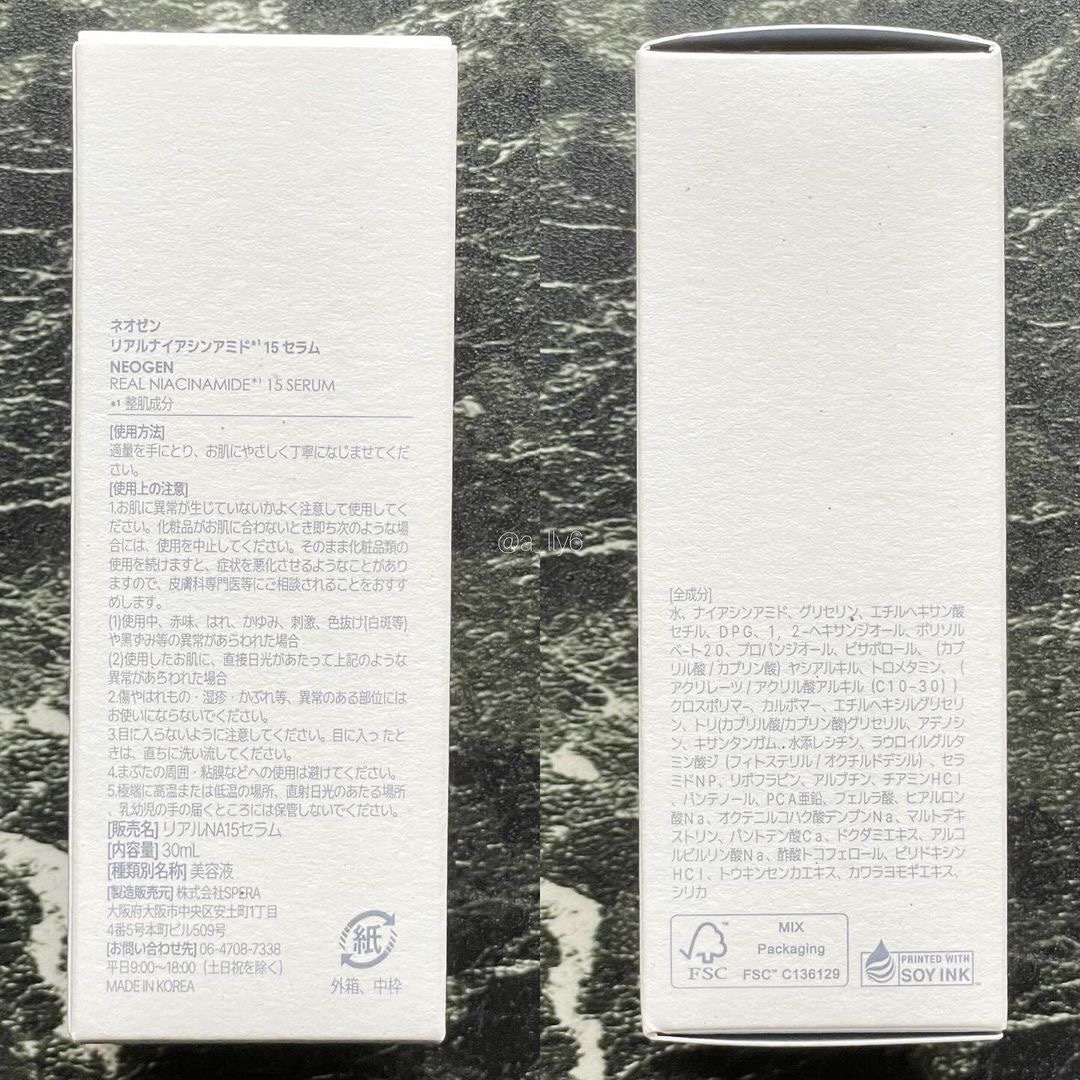 ネオゼン
リアルナイアシンアミド*1 15 セラム
NEOGEN
REAL NIACINAMIDE*1 15 SERUM
*1 整肌成分
[使用方法]
適量を手にとり、お肌にやさしく丁寧になじませてくだ
さい。
[使用上の注意]
1.お肌に異常が生じていないかよく注意して使用してく
ださい。化粧品がお肌に合わないとき即ち次のような場
合には、使用を中止してください。そのまま化粧品類の
使用を続けますと、症状を悪化させるようなことがあり
ますので、皮膚科専門医等にご相談されることをおすす
めします。
(1)使用中、赤味、はれ、かゆみ、刺激、色抜け(白斑等)
や黒ずみ等の異常があらわれた場合
(2)使用したお肌に、直接日光があたって上記のような
異常があらわれた場合
2.傷やはれもの・湿疹・かぶれ等、異常のある部位には
お使いにならないでください。
3.目に入らないように注意してください。目に入ったと
きは、直ちに洗い流してください。
4.まぶたの周囲・粘膜などへの使用は避けてください。
5.極端に高温または低温の場所、直射日光のあたる場所
、乳幼児の手の届くところには保管しないでください。
[販売名] リアルNA15セラム
[内容量] 30mL
[種類別名称] 美容液
[製造販売元] 株式会社SPERA
大阪府大阪市中央区安土町1丁目
4番5号本町ビル509号
[お問い合わせ先] 06-4708-7338
平日9:00～18:00（土日祝を除く）
MADE IN KOREA
紙
外箱、中枠
@a_lly6
[全成分]
水、ナイアシンアミド、グリセリン、エチルヘキサン酸
セチル、DPG、1，2-ヘキサンジオール、ポリソル
ベート20、プロパンジオール、ビサボロール、（カプ
リル酸/カプリン酸）ヤシアルキル、トロメタミン、（
アクリレーツ/アクリル酸アルキル（C10-30））
クロスポリマー、カルボマー、エチルヘキシルグリセリ
ン、トリ(カプリル酸/カプリン酸)グリセリル、アデノシ
ン、キサンタンガム、水添レシチン、ラウロイルグルタ
ミン酸ジ（フィトステリル/オクチルドデシル）、セラ
ミドNP、リボフラビン、アルブチン、チアミンHCl
、パンテノール、PCA亜鉛、フェルラ酸、ヒアルロン
酸Na、オクテニルコハク酸デンプンNa、マルトデキ
ストリン、パントテン酸Ca、ドクダミエキス、アルコ
ルビルリン酸Na、酢酸トコフェロール、ピリドキシン
HCl、トウキンセンカエキス、カワラヨモギエキス、
シリカ
FSC
MIX
Packaging
FSC™ C136129
PRINTED WITH
SOY INK™